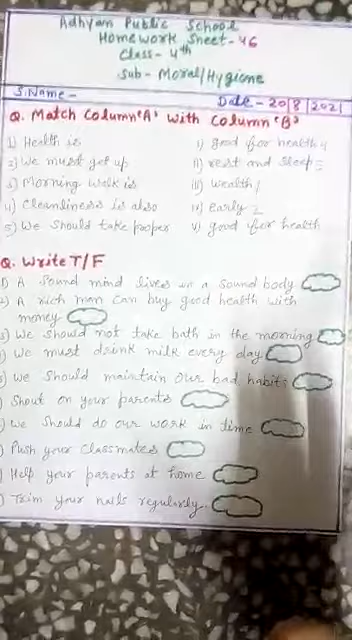 Adhyan Public School
Homework Sheet-46
Class- 4th
Sub- Moral/Hygiene
S.Name-
Date - 20/8/2021
Q. Match Column 'A' with Column 'B'
1) Health is i) good for health 4
2) We must get up ii) rest and sleep 5
3) Morning walk is iii) wealth 1
4) Cleanliness is also iv) early 2
5) We should take proper v) good for health
Q. Write T/F
1) A sound mind lives in a sound body
2) A rich man can buy good health with
money
3) We should not take bath in the morning
) We must drink milk every day
) We should maintain our bad habits
) Shout on your parents
) We should do our work in time
) Push your classmates
) Help your parents at home
) Trim your nails regularly.